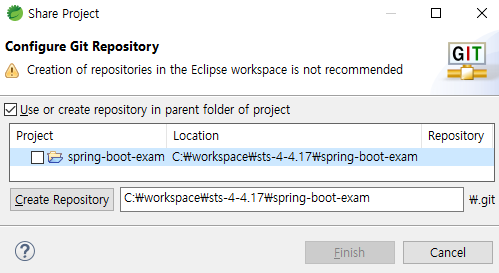 Share Project
Configure Git Repository
Creation of repositories in the Eclipse workspace is not recommended
GIT
Use or create repository in parent folder of project
Project Location Repository
spring-boot-exam C:₩workspace₩sts-4-4.17₩spring-boot-exam
Create Repository C:₩workspace₩sts-4-4.17₩spring-boot-exam ₩.git
? Finish Cancel